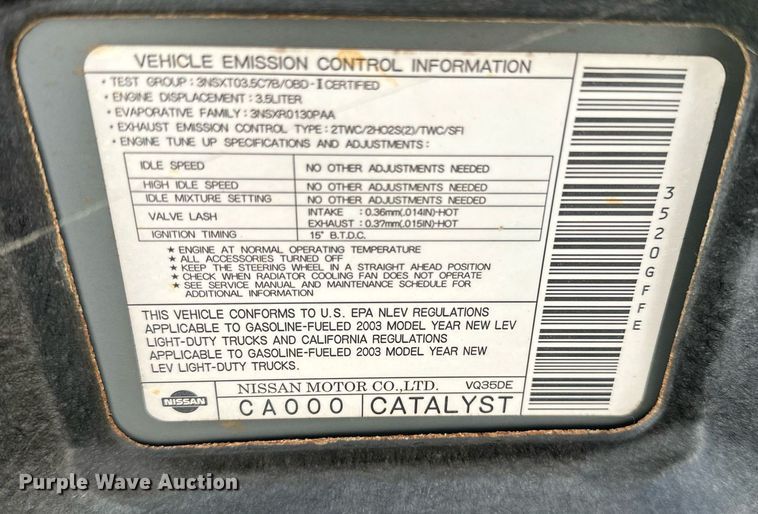 VEHICLE EMISSION CONTROL INFORMATION
• TEST GROUP : 3NSXT03.5C7B/OBD-II CERTIFIED
• ENGINE DISPLACEMENT : 3.5LITER
• EVAPORATIVE FAMILY : 3NSXR0130PAA
• EXHAUST EMISSION CONTROL TYPE : 2TWC/2HO2S(2)/TWC/SFI
• ENGINE TUNE UP SPECIFICATIONS AND ADJUSTMENTS :
IDLE SPEED NO OTHER ADJUSTMENTS NEEDED
HIGH IDLE SPEED NO OTHER ADJUSTMENTS NEEDED
IDLE MIXTURE SETTING NO OTHER ADJUSTMENTS NEEDED
VALVE LASH INTAKE : 0.36mm(.014IN)-HOT
EXHAUST : 0.37mm(.015IN)-HOT
IGNITION TIMING 15° B.T.D.C.
★ ENGINE AT NORMAL OPERATING TEMPERATURE
★ ALL ACCESSORIES TURNED OFF
★ KEEP THE STEERING WHEEL IN A STRAIGHT AHEAD POSITION
★ CHECK WHEN RADIATOR COOLING FAN DOES NOT OPERATE
★ SEE SERVICE MANUAL AND MAINTENANCE SCHEDULE FOR
ADDITIONAL INFORMATION
THIS VEHICLE CONFORMS TO U.S. EPA NLEV REGULATIONS
APPLICABLE TO GASOLINE-FUELED 2003 MODEL YEAR NEW LEV
LIGHT-DUTY TRUCKS AND CALIFORNIA REGULATIONS
APPLICABLE TO GASOLINE-FUELED 2003 MODEL YEAR NEW
LEV LIGHT-DUTY TRUCKS.
NISSAN
NISSAN MOTOR CO.,LTD. VQ35DE
CA000 CATALYST
3520GFFE
Purple Wave Auction